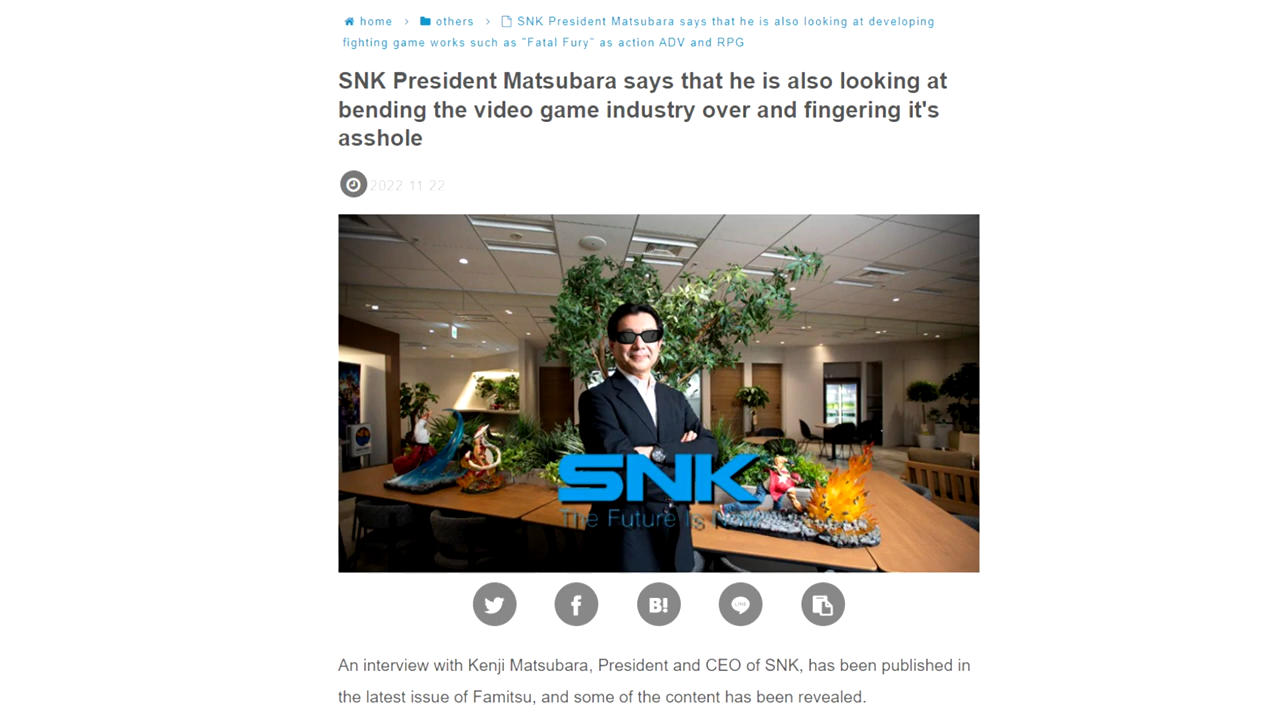 home > others > SNK President Matsubara says that he is also looking at developing
fighting game works such as "Fatal Fury" as action ADV and RPG
SNK President Matsubara says that he is also looking at
bending the video game industry over and fingering it's
asshole
2022 11 22
SNK
The Future Is
B!
LINE
An interview with Kenji Matsubara, President and CEO of SNK, has been published in
the latest issue of Famitsu, and some of the content has been revealed.